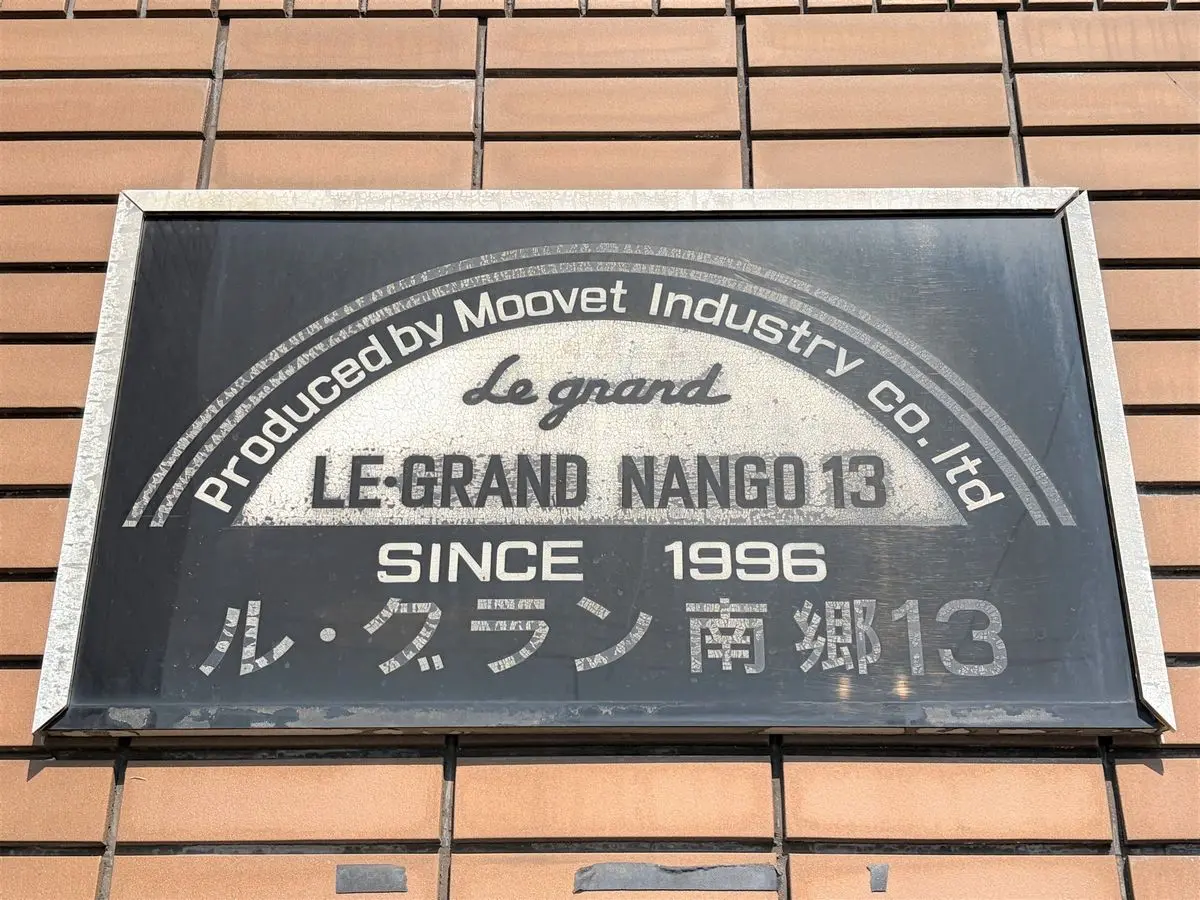 Produced by Moovet Industry co. ltd
Le grand
LE·GRAND NANGO 13
SINCE 1996
ル・グラン南郷13